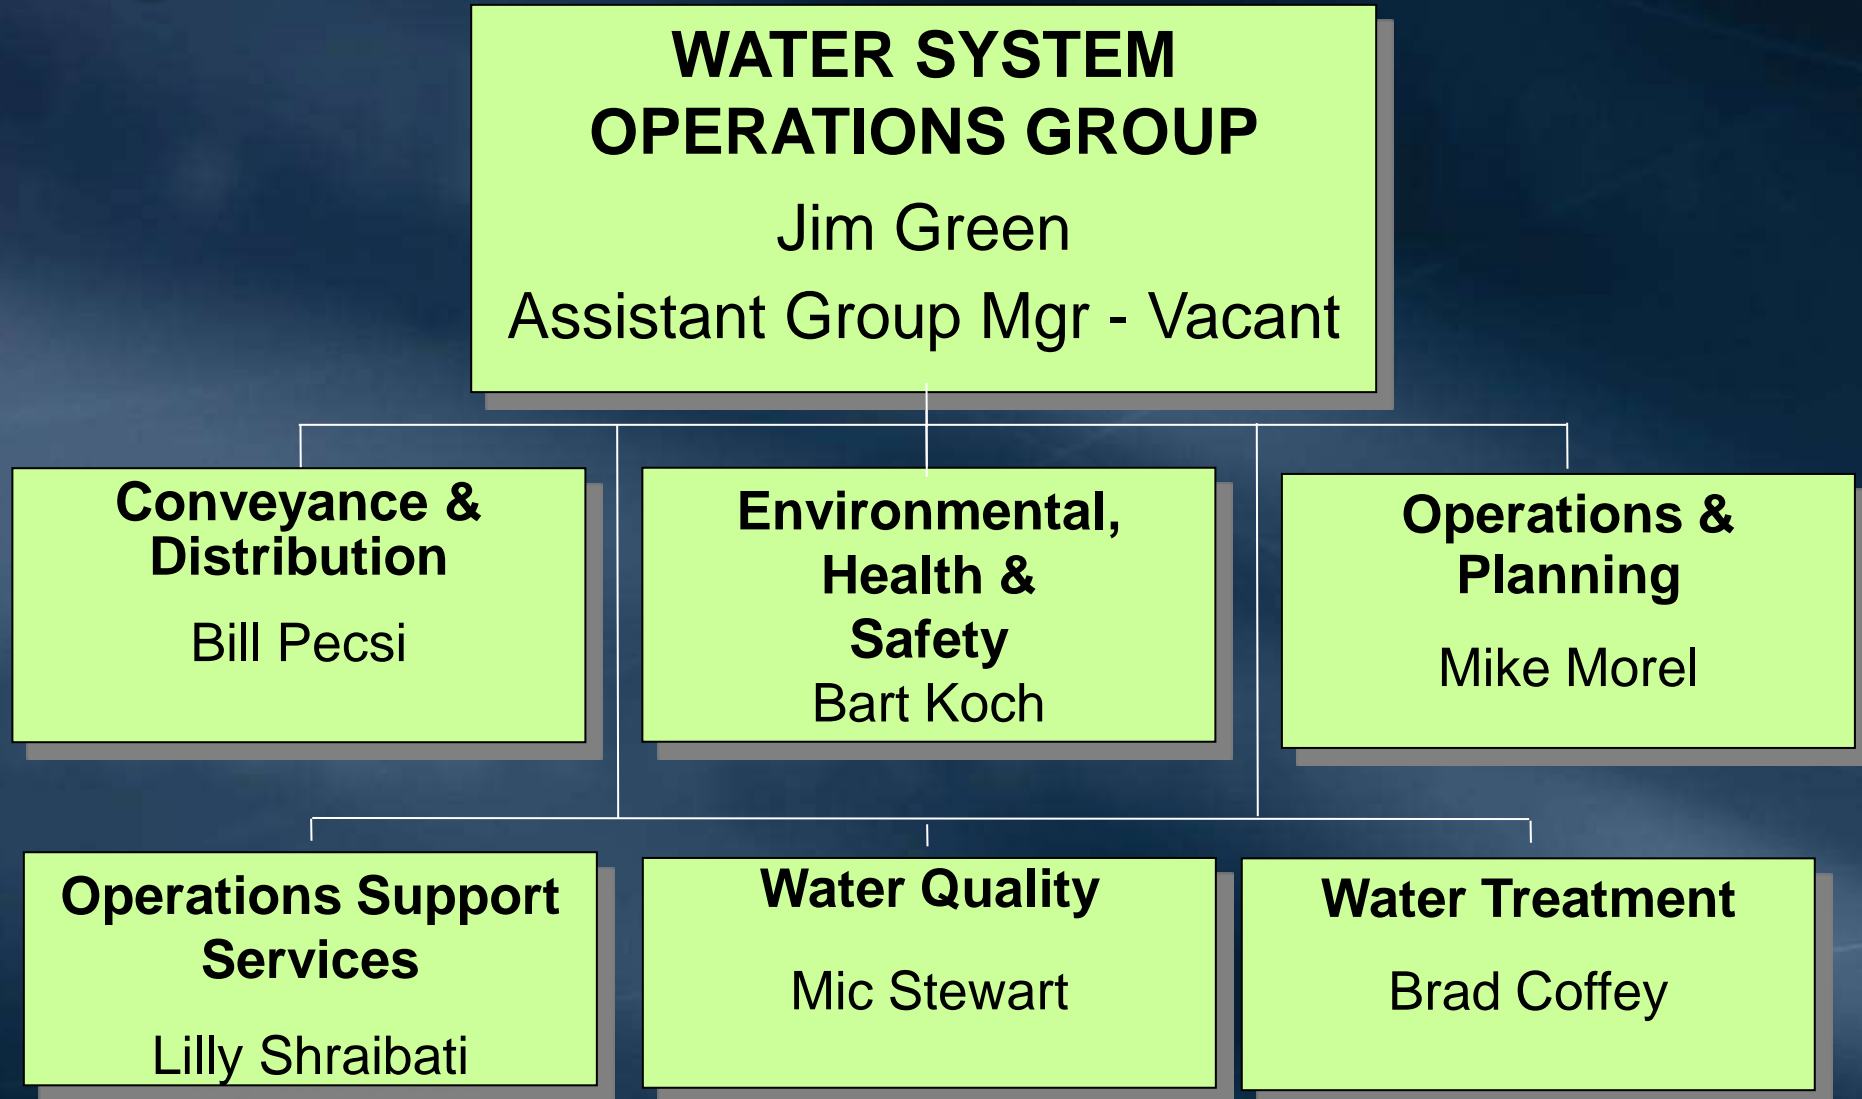 WATER SYSTEM
OPERATIONS GROUP
Jim Green
Assistant Group Mgr - Vacant
Conveyance &
Distribution
Bill Pecsi
Environmental,
Health &
Safety
Bart Koch
Operations &
Planning
Mike Morel
Operations Support
Services
Lilly Shraibati
Water Quality
Mic Stewart
Water Treatment
Brad Coffey